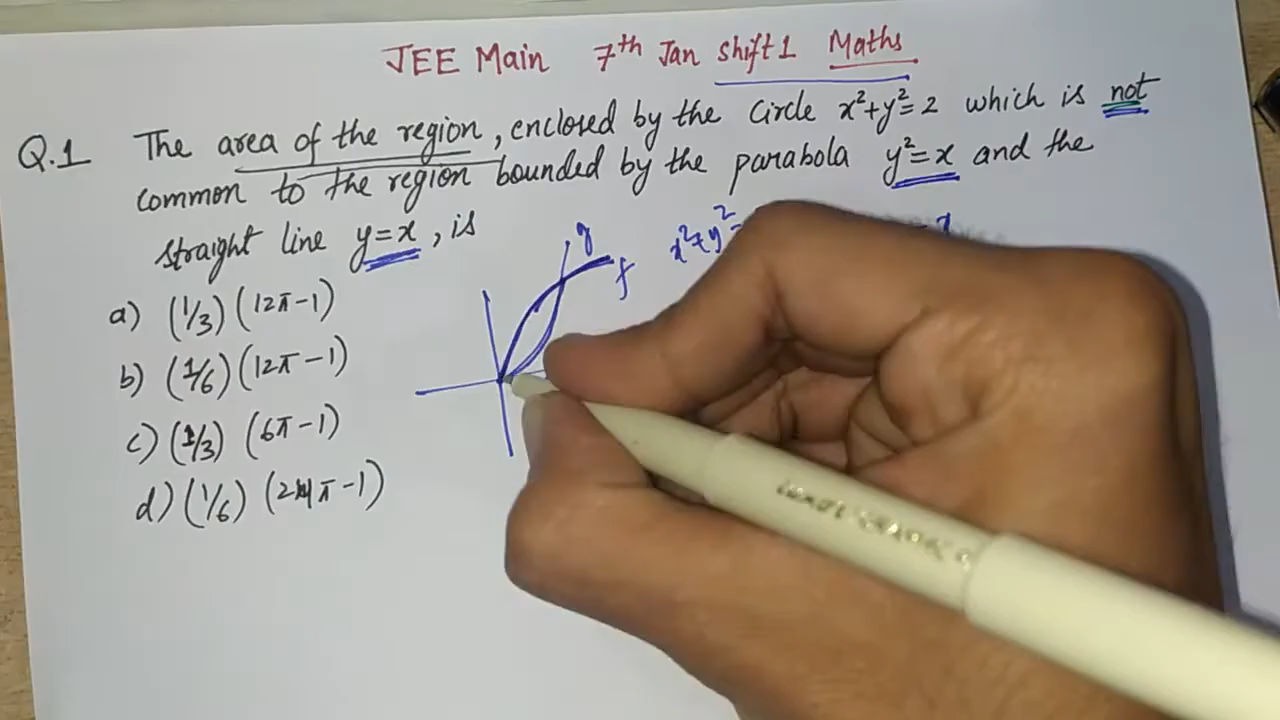 JEE Main 7th Jan Shift 1 Maths
Q.1 The area of the region, enclosed by the Circle x²+y²=2 which is not
common to the region bounded by the parabola y²=x and the
straight line y=x, is
x²+y²=
a) (1/3) (12π-1)
b) (1/6) (12π-1)
c) (1/3) (6π-1)
d) (1/6) (24π-1)